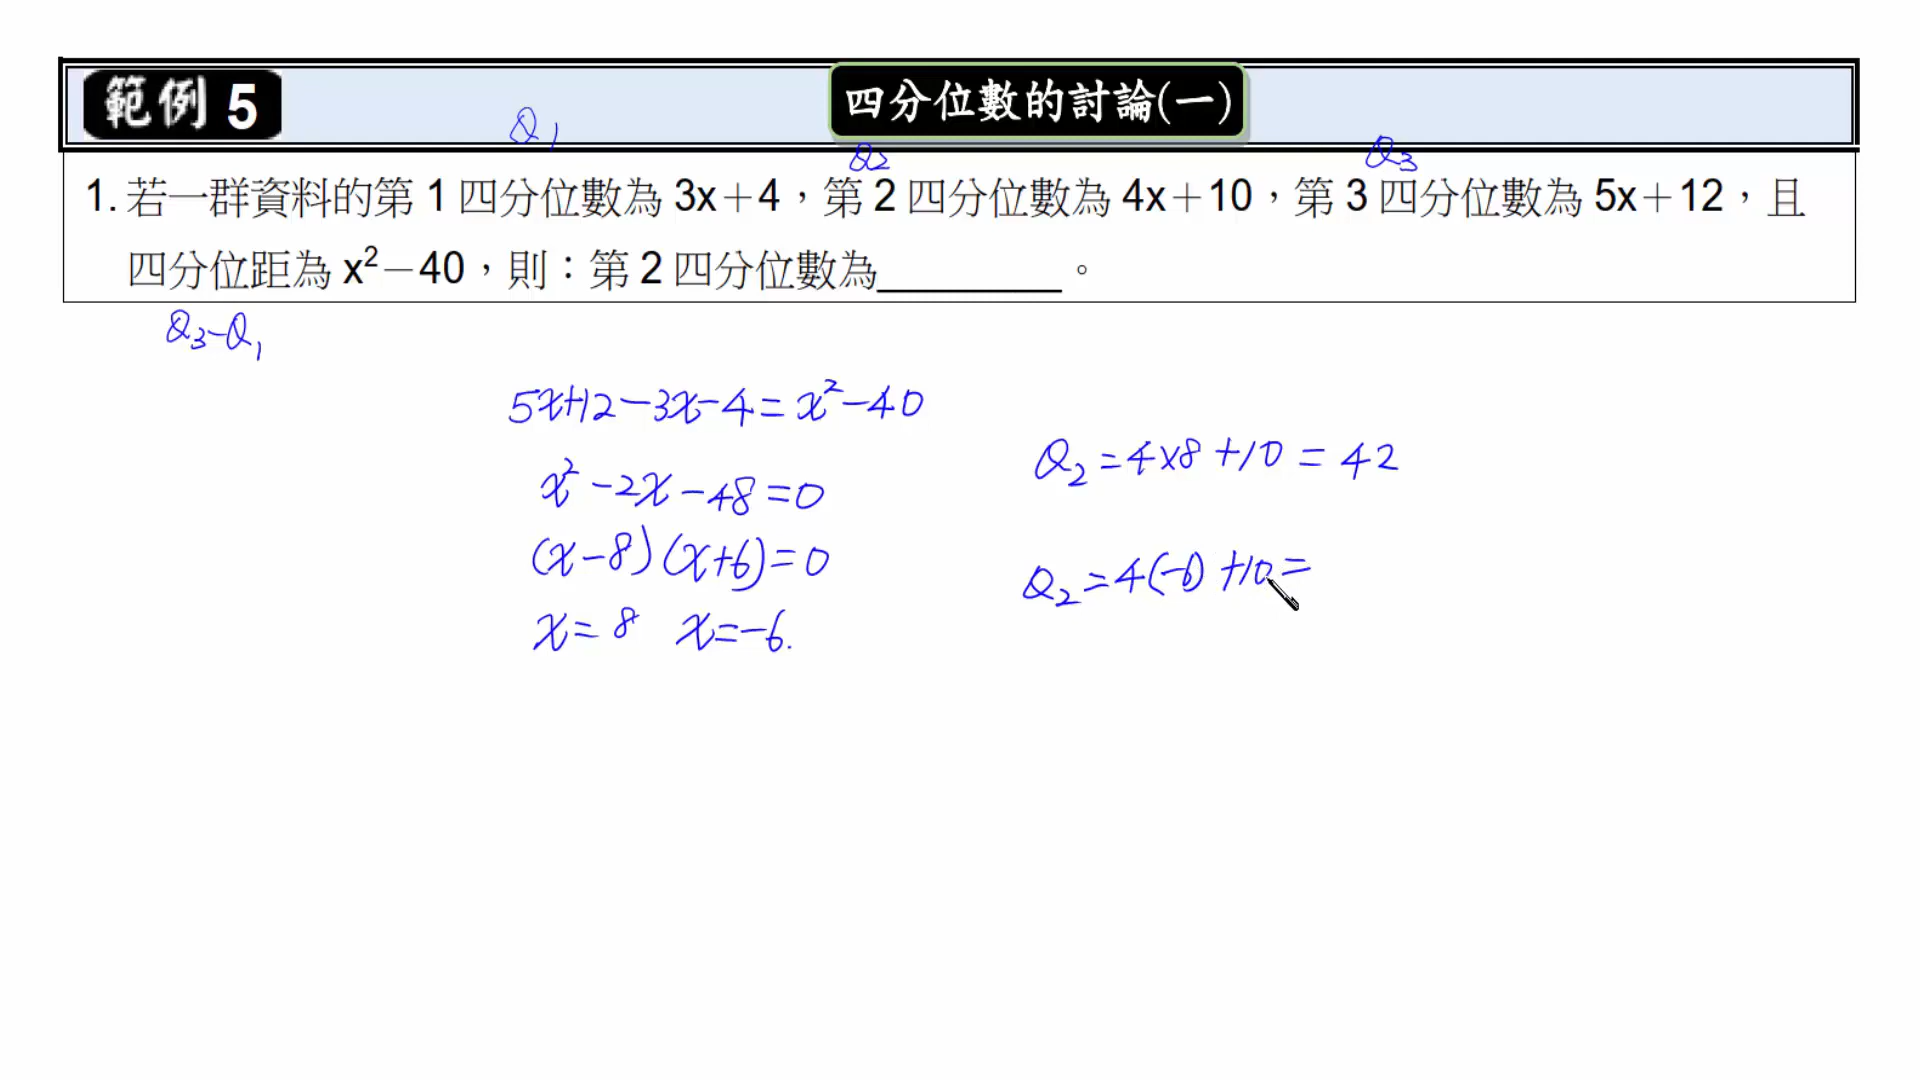 範例 5
四分位數的討論(一)
Q₁
Q₂
Q₃
1. 若一群資料的第 1 四分位數為 3x＋4，第 2 四分位數為 4x＋10，第 3 四分位數為 5x＋12，且
四分位距為 x²－40，則：第 2 四分位數為________。
Q₃-Q₁
5x+12-3x-4=x²-40
x²-2x-48=0
(x-8)(x+6)=0
x=8 x=-6.
Q₂=4×8+10=42
Q₂=4(-6)+10=